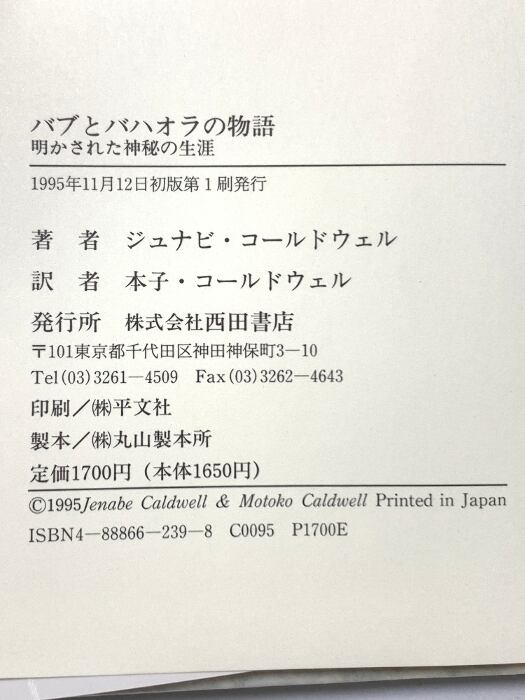 バブとバハオラの物語
明かされた神秘の生涯
1995年11月12日初版第1刷発行
著 者 ジュナビ・コールドウェル
訳 者 本子・コールドウェル
発行所 株式会社西田書店
〒101東京都千代田区神田神保町3―10
Tel(03)3261―4509 Fax(03)3262―4643
印刷/㈱平文社
製本/㈱丸山製本所
定価1700円(本体1650円)
©1995Jenabe Caldwell & Motoko Caldwell Printed in Japan
ISBN4―88866―239―8 C0095 P1700E